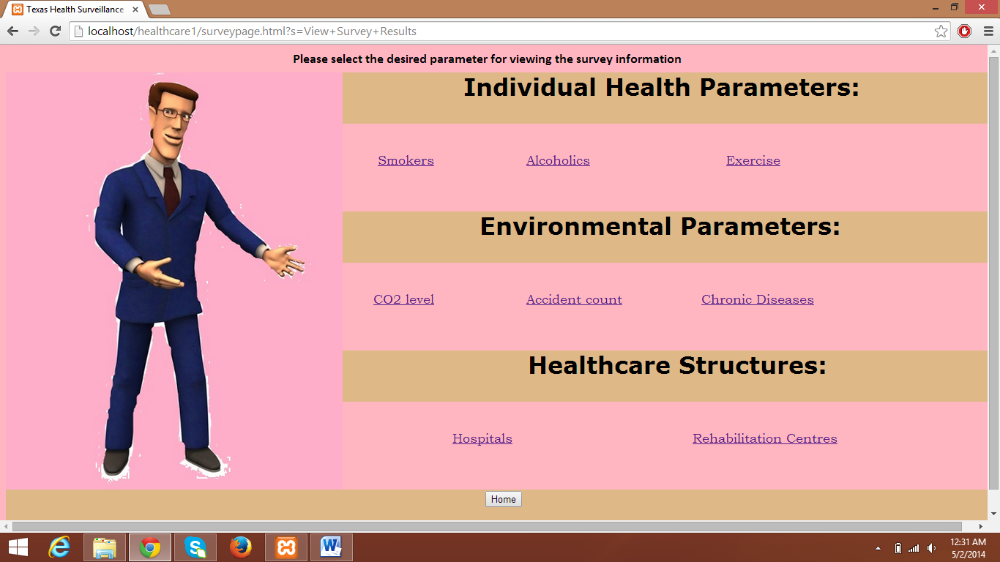 Texas Health Surveillance
localhost/healthcare1/surveypage.html?s=View+Survey+Results
Please select the desired parameter for viewing the survey information
Individual Health Parameters:
Smokers Alcoholics Exercise
Environmental Parameters:
CO2 level Accident count Chronic Diseases
Healthcare Structures:
Hospitals Rehabilitation Centres
Home
12:31 AM
5/2/2014